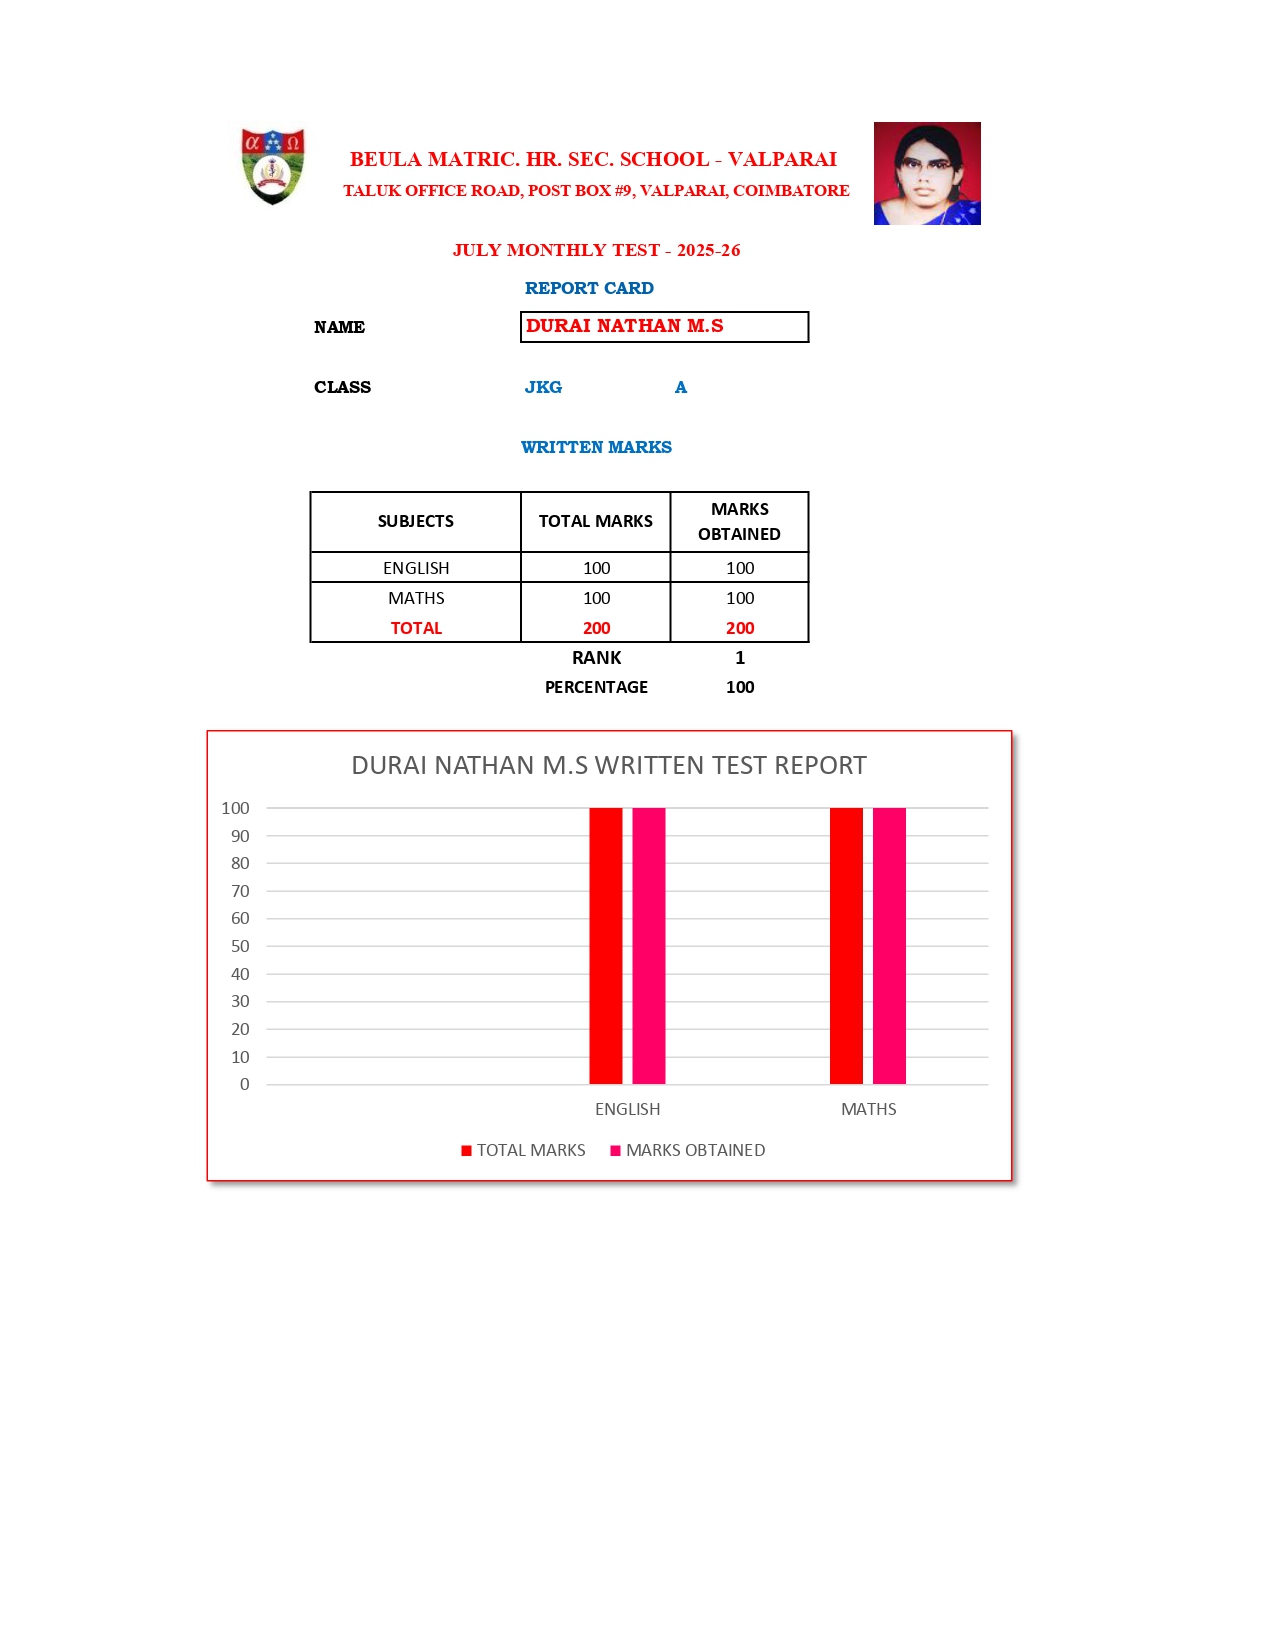 α Ω
BEULA MATRIC. HR. SEC. SCHOOL - VALPARAI
TALUK OFFICE ROAD, POST BOX #9, VALPARAI, COIMBATORE
JULY MONTHLY TEST - 2025-26
REPORT CARD
NAME DURAI NATHAN M.S
CLASS JKG A
WRITTEN MARKS
SUBJECTS TOTAL MARKS MARKS OBTAINED
ENGLISH 100 100
MATHS 100 100
TOTAL 200 200
RANK 1
PERCENTAGE 100
DURAI NATHAN M.S WRITTEN TEST REPORT
100
90
80
70
60
50
40
30
20
10
0
ENGLISH MATHS
TOTAL MARKS MARKS OBTAINED